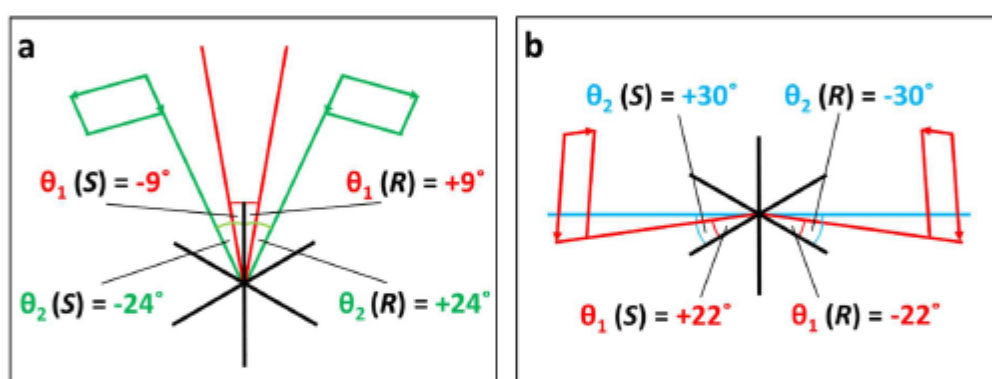 a
θ₁ (S) = -9°
θ₁ (R) = +9°
θ₂ (S) = -24°
θ₂ (R) = +24°
b
θ₂ (S) = +30°
θ₂ (R) = -30°
θ₁ (S) = +22°
θ₁ (R) = -22°